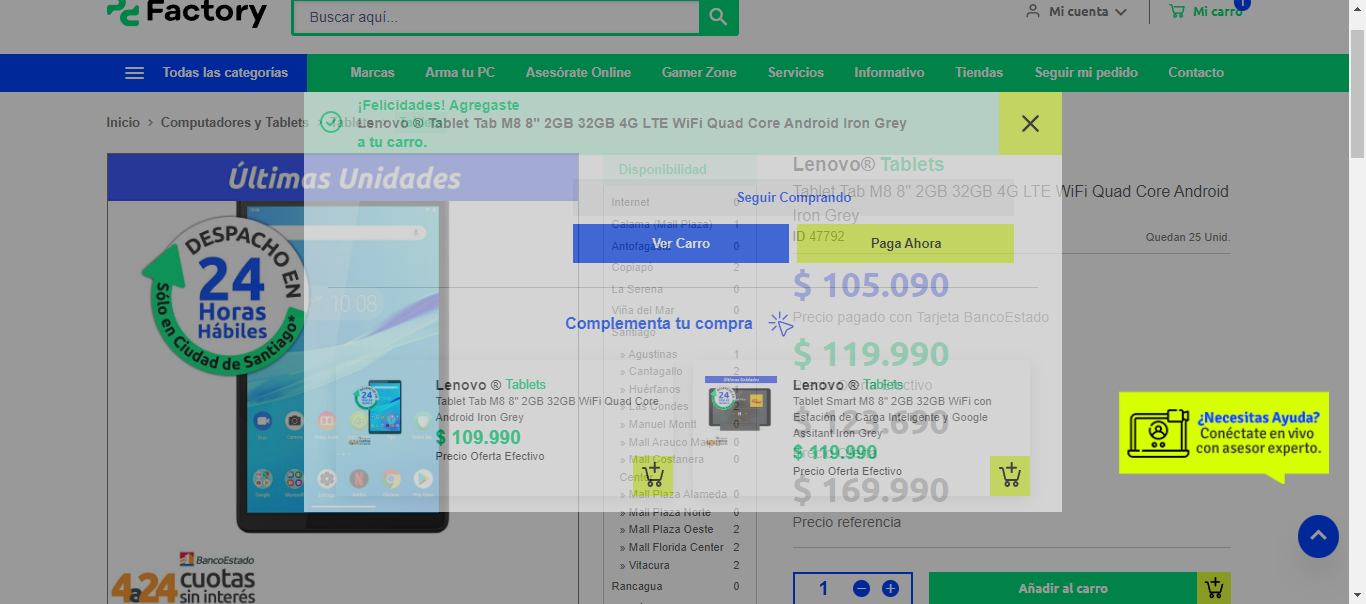 Factory
Buscar aquí...
Mi cuenta
Mi carro
1
Todas las categorías
Marcas
Arma tu PC
Asesórate Online
Gamer Zone
Servicios
Informativo
Tiendas
Seguir mi pedido
Contacto
Inicio > Computadores y Tablets > Tablets
¡Felicidades! Agregaste
Lenovo ® Tablet Tab M8 8" 2GB 32GB 4G LTE WiFi Quad Core Android Iron Grey
a tu carro.
Seguir Comprando
Ver Carro
Paga Ahora
Complementa tu compra
Lenovo ® Tablets
Tablet Tab M8 8" 2GB 32GB WiFi Quad Core
Android Iron Grey
$ 109.990
Precio Oferta Efectivo
Últimas Unidades
Lenovo ® Tablets
Tablet Smart M8 8" 2GB 32GB WiFi con
Estación de Carga Inteligente y Google
Assitant Iron Grey
$ 119.990
Precio Oferta Efectivo
Últimas Unidades
DESPACHO EN
24
Horas
Hábiles
Sólo en Ciudad de Santiago*
10:08
BancoEstado
4a24 cuotas
sin interés
Disponibilidad
Internet 0
Calama (Mall Plaza) 1
Antofagasta 0
Copiapó 2
La Serena 0
Viña del Mar 0
Santiago
» Agustinas 1
» Cantagallo 2
» Huérfanos 1
» Las Condes 2
» Manuel Montt 0
» Mall Arauco Maipú 0
» Mall Costanera 0
Center
» Mall Plaza Alameda 0
» Mall Plaza Norte 0
» Mall Plaza Oeste 2
» Mall Florida Center 2
» Vitacura 2
Rancagua 0
Lenovo® Tablets
Tablet Tab M8 8" 2GB 32GB 4G LTE WiFi Quad Core Android
Iron Grey
ID 47792
Quedan 25 Unid.
$ 105.090
Precio pagado con Tarjeta BancoEstado
$ 119.990
$ 123.690
$ 169.990
Precio referencia
1
Añadir al carro
¿Necesitas Ayuda?
Conéctate en vivo
con asesor experto.